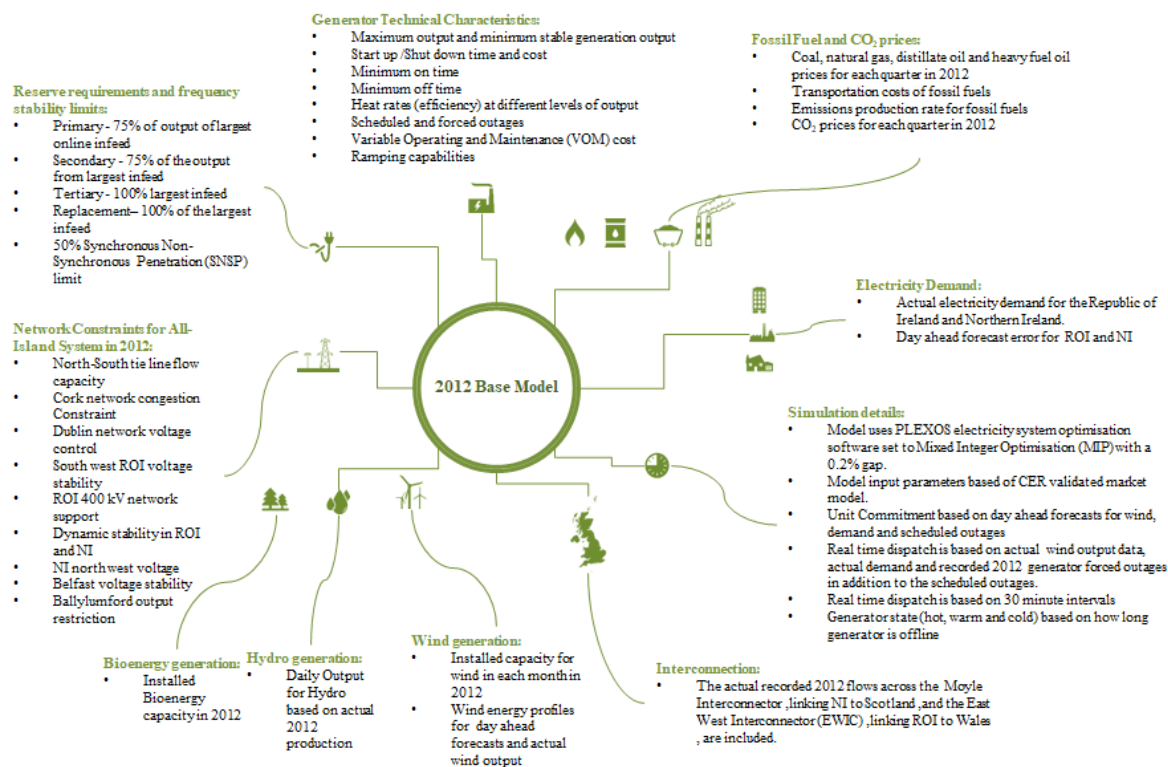 Generator Technical Characteristics:
• Maximum output and minimum stable generation output
• Start up /Shut down time and cost
• Minimum on time
• Minimum off time
• Heat rates (efficiency) at different levels of output
• Scheduled and forced outages
• Variable Operating and Maintenance (VOM) cost
• Ramping capabilities
Fossil Fuel and CO₂ prices:
• Coal, natural gas, distillate oil and heavy fuel oil
prices for each quarter in 2012
• Transportation costs of fossil fuels
• Emissions production rate for fossil fuels
• CO₂ prices for each quarter in 2012
Reserve requirements and frequency
stability limits:
• Primary - 75% of output of largest
online infeed
• Secondary - 75% of the output
from largest infeed
• Tertiary - 100% largest infeed
• Replacement– 100% of the largest
infeed
• 50% Synchronous Non-
Synchronous Penetration (SNSP)
limit
Electricity Demand:
• Actual electricity demand for the Republic of
Ireland and Northern Ireland.
• Day ahead forecast error for ROI and NI
Network Constraints for All-
Island System in 2012:
• North-South tie line flow
capacity
• Cork network congestion
Constraint
• Dublin network voltage
control
• South west ROI voltage
stability
• ROI 400 kV network
support
• Dynamic stability in ROI
and NI
• NI north west voltage
• Belfast voltage stability
• Ballylumford output
restriction
2012 Base Model
Simulation details:
• Model uses PLEXOS electricity system optimisation
software set to Mixed Integer Optimisation (MIP) with a
0.2% gap.
• Model input parameters based of CER validated market
model.
• Unit Commitment based on day ahead forecasts for wind,
demand and scheduled outages
• Real time dispatch is based on actual wind output data,
actual demand and recorded 2012 generator forced outages
in addition to the scheduled outages.
• Real time dispatch is based on 30 minute intervals
• Generator state (hot, warm and cold) based on how long
generator is offline
Bioenergy generation:
• Installed
Bioenergy
capacity in 2012
Hydro generation:
• Daily Output
for Hydro
based on actual
2012
production
Wind generation:
• Installed capacity for
wind in each month in
2012
• Wind energy profiles
for day ahead
forecasts and actual
wind output
Interconnection:
• The actual recorded 2012 flows across the Moyle
Interconnector ,linking NI to Scotland ,and the East
West Interconnector (EWIC) ,linking ROI to Wales
, are included.